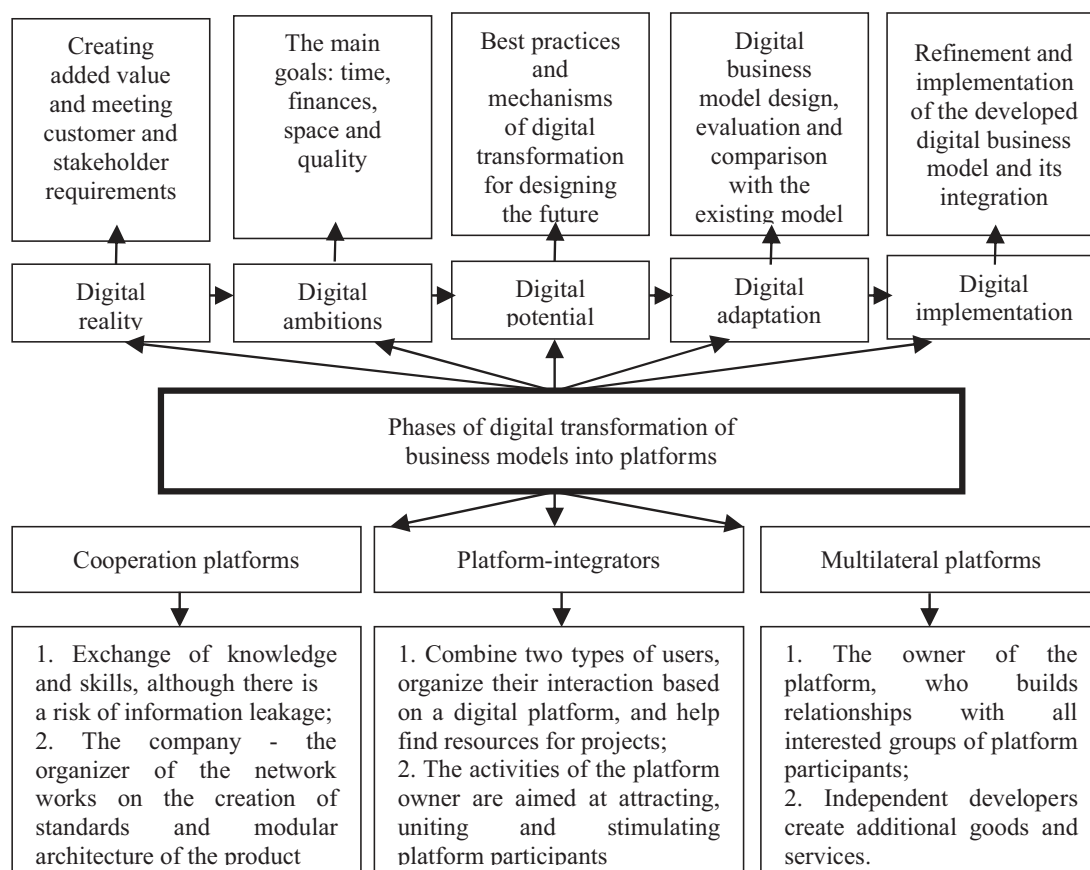 Creating
added value
and meeting
customer and
stakeholder
requirements
The main
goals: time,
finances,
space and
quality
Best practices
and
mechanisms
of digital
transformation
for designing
the future
Digital
business
model design,
evaluation and
comparison
with the
existing model
Refinement and
implementation
of the developed
digital business
model and its
integration
Digital
reality
Digital
ambitions
Digital
potential
Digital
adaptation
Digital
implementation
Phases of digital transformation of
business models into platforms
Cooperation platforms
Platform-integrators
Multilateral platforms
1. Exchange of knowledge
and skills, although there is
a risk of information leakage;
2. The company - the
organizer of the network
works on the creation of
standards and modular
architecture of the product
1. Combine two types of users,
organize their interaction based
on a digital platform, and help
find resources for projects;
2. The activities of the platform
owner are aimed at attracting,
uniting and stimulating
platform participants
1. The owner of the
platform, who builds
relationships with all
interested groups of platform
participants;
2. Independent developers
create additional goods and
services.